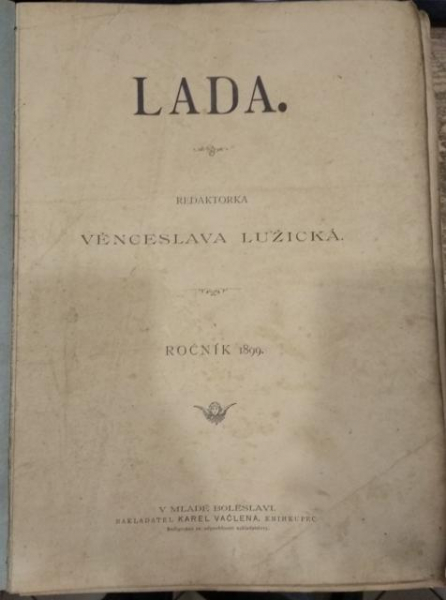 LADA.
REDAKTORKA
VĚNCESLAVA LUŽICKÁ.
ROČNÍK 1899.
V MLADÉ BOLESLAVI.
NAKLADATEL KAREL VAČLENA, KNIHKUPEC